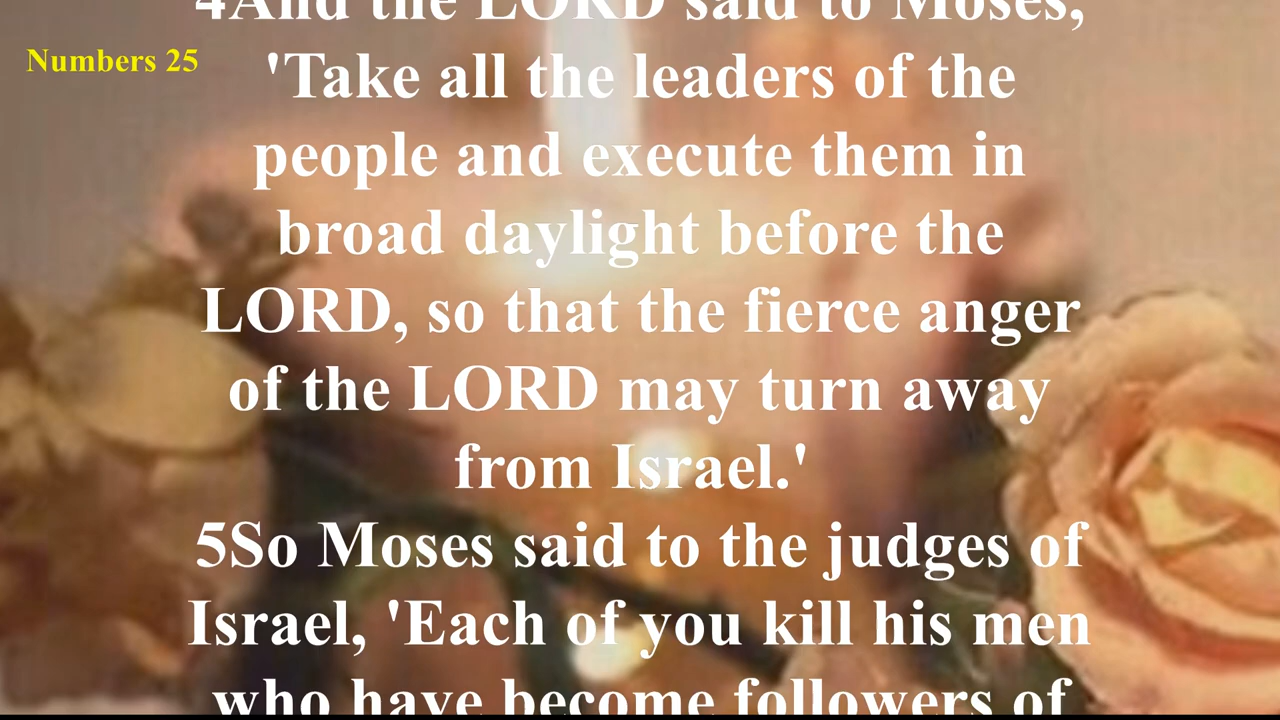 4And the LORD said to Moses,
Numbers 25
'Take all the leaders of the
people and execute them in
broad daylight before the
LORD, so that the fierce anger
of the LORD may turn away
from Israel.'
5So Moses said to the judges of
Israel, 'Each of you kill his men
who have become followers of